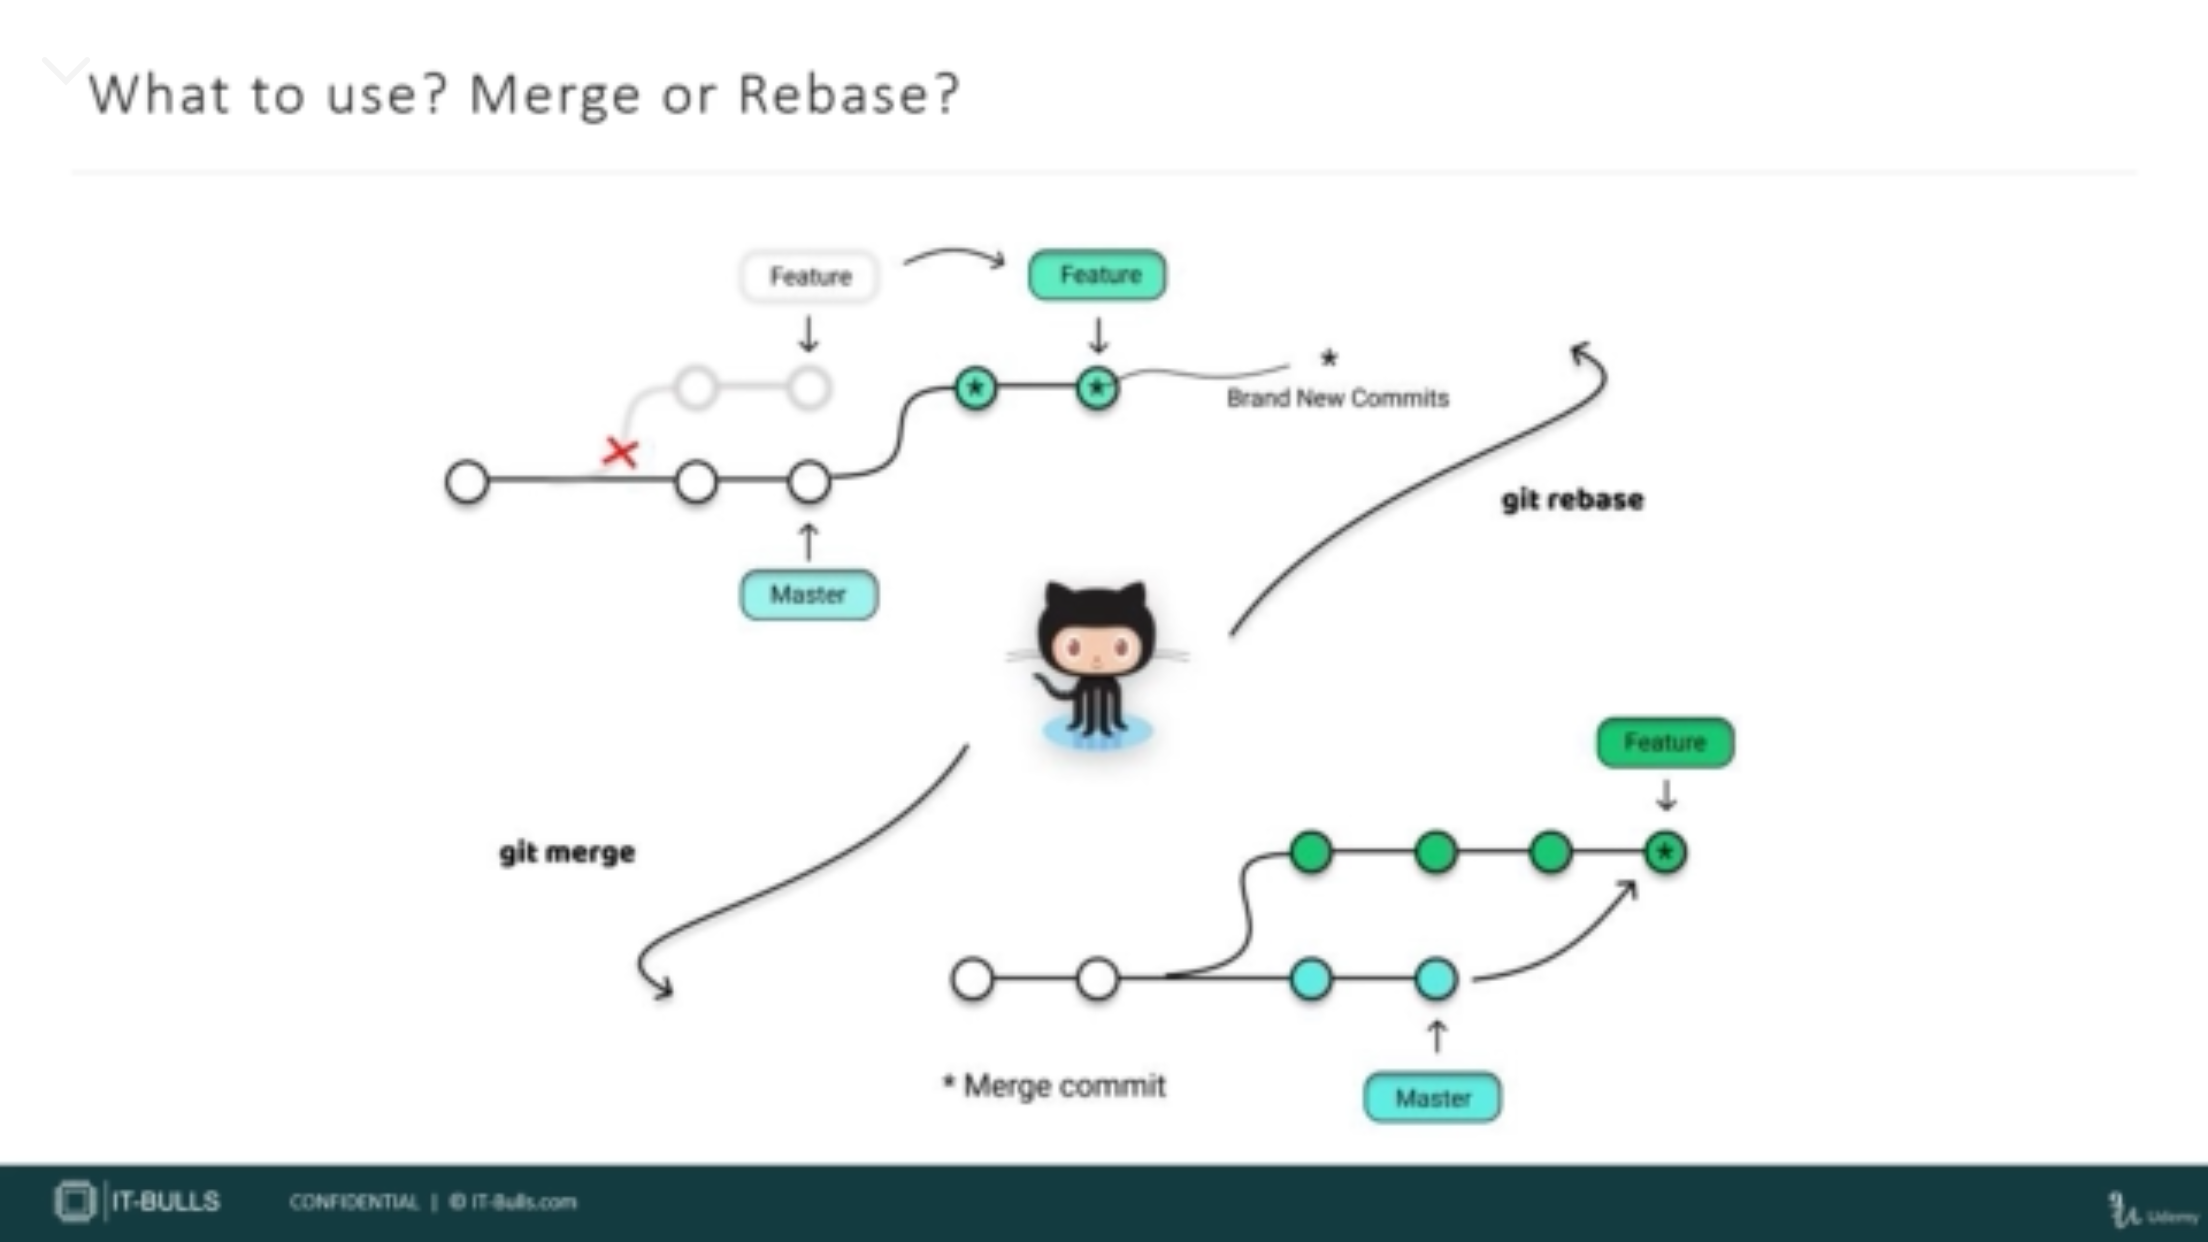 What to use? Merge or Rebase?
Feature
Feature
*
* *
Brand New Commits
git rebase
Master
Feature
git merge
*
* Merge commit
Master
IT-BULLS
CONFIDENTIAL | © IT-Bulls.com
Udemy